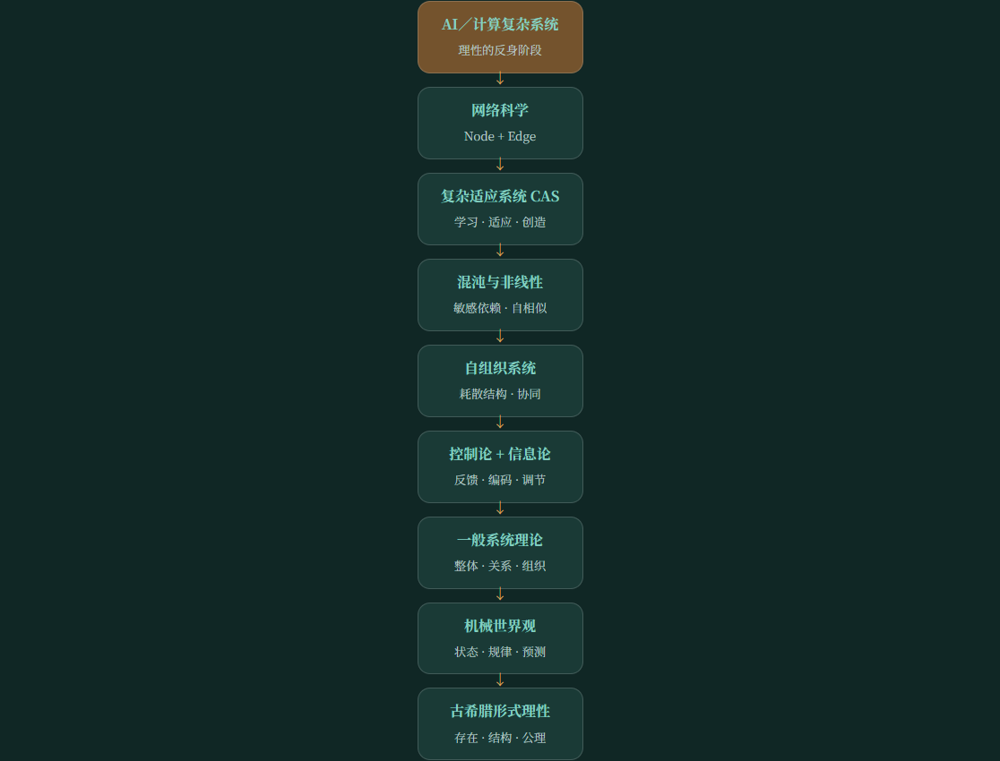 AI／计算复杂系统
理性的反身阶段
↓
网络科学
Node + Edge
↓
复杂适应系统 CAS
学习 · 适应 · 创造
↓
混沌与非线性
敏感依赖 · 自相似
↓
自组织系统
耗散结构 · 协同
↓
控制论 + 信息论
反馈 · 编码 · 调节
↓
一般系统理论
整体 · 关系 · 组织
↓
机械世界观
状态 · 规律 · 预测
↓
古希腊形式理性
存在 · 结构 · 公理